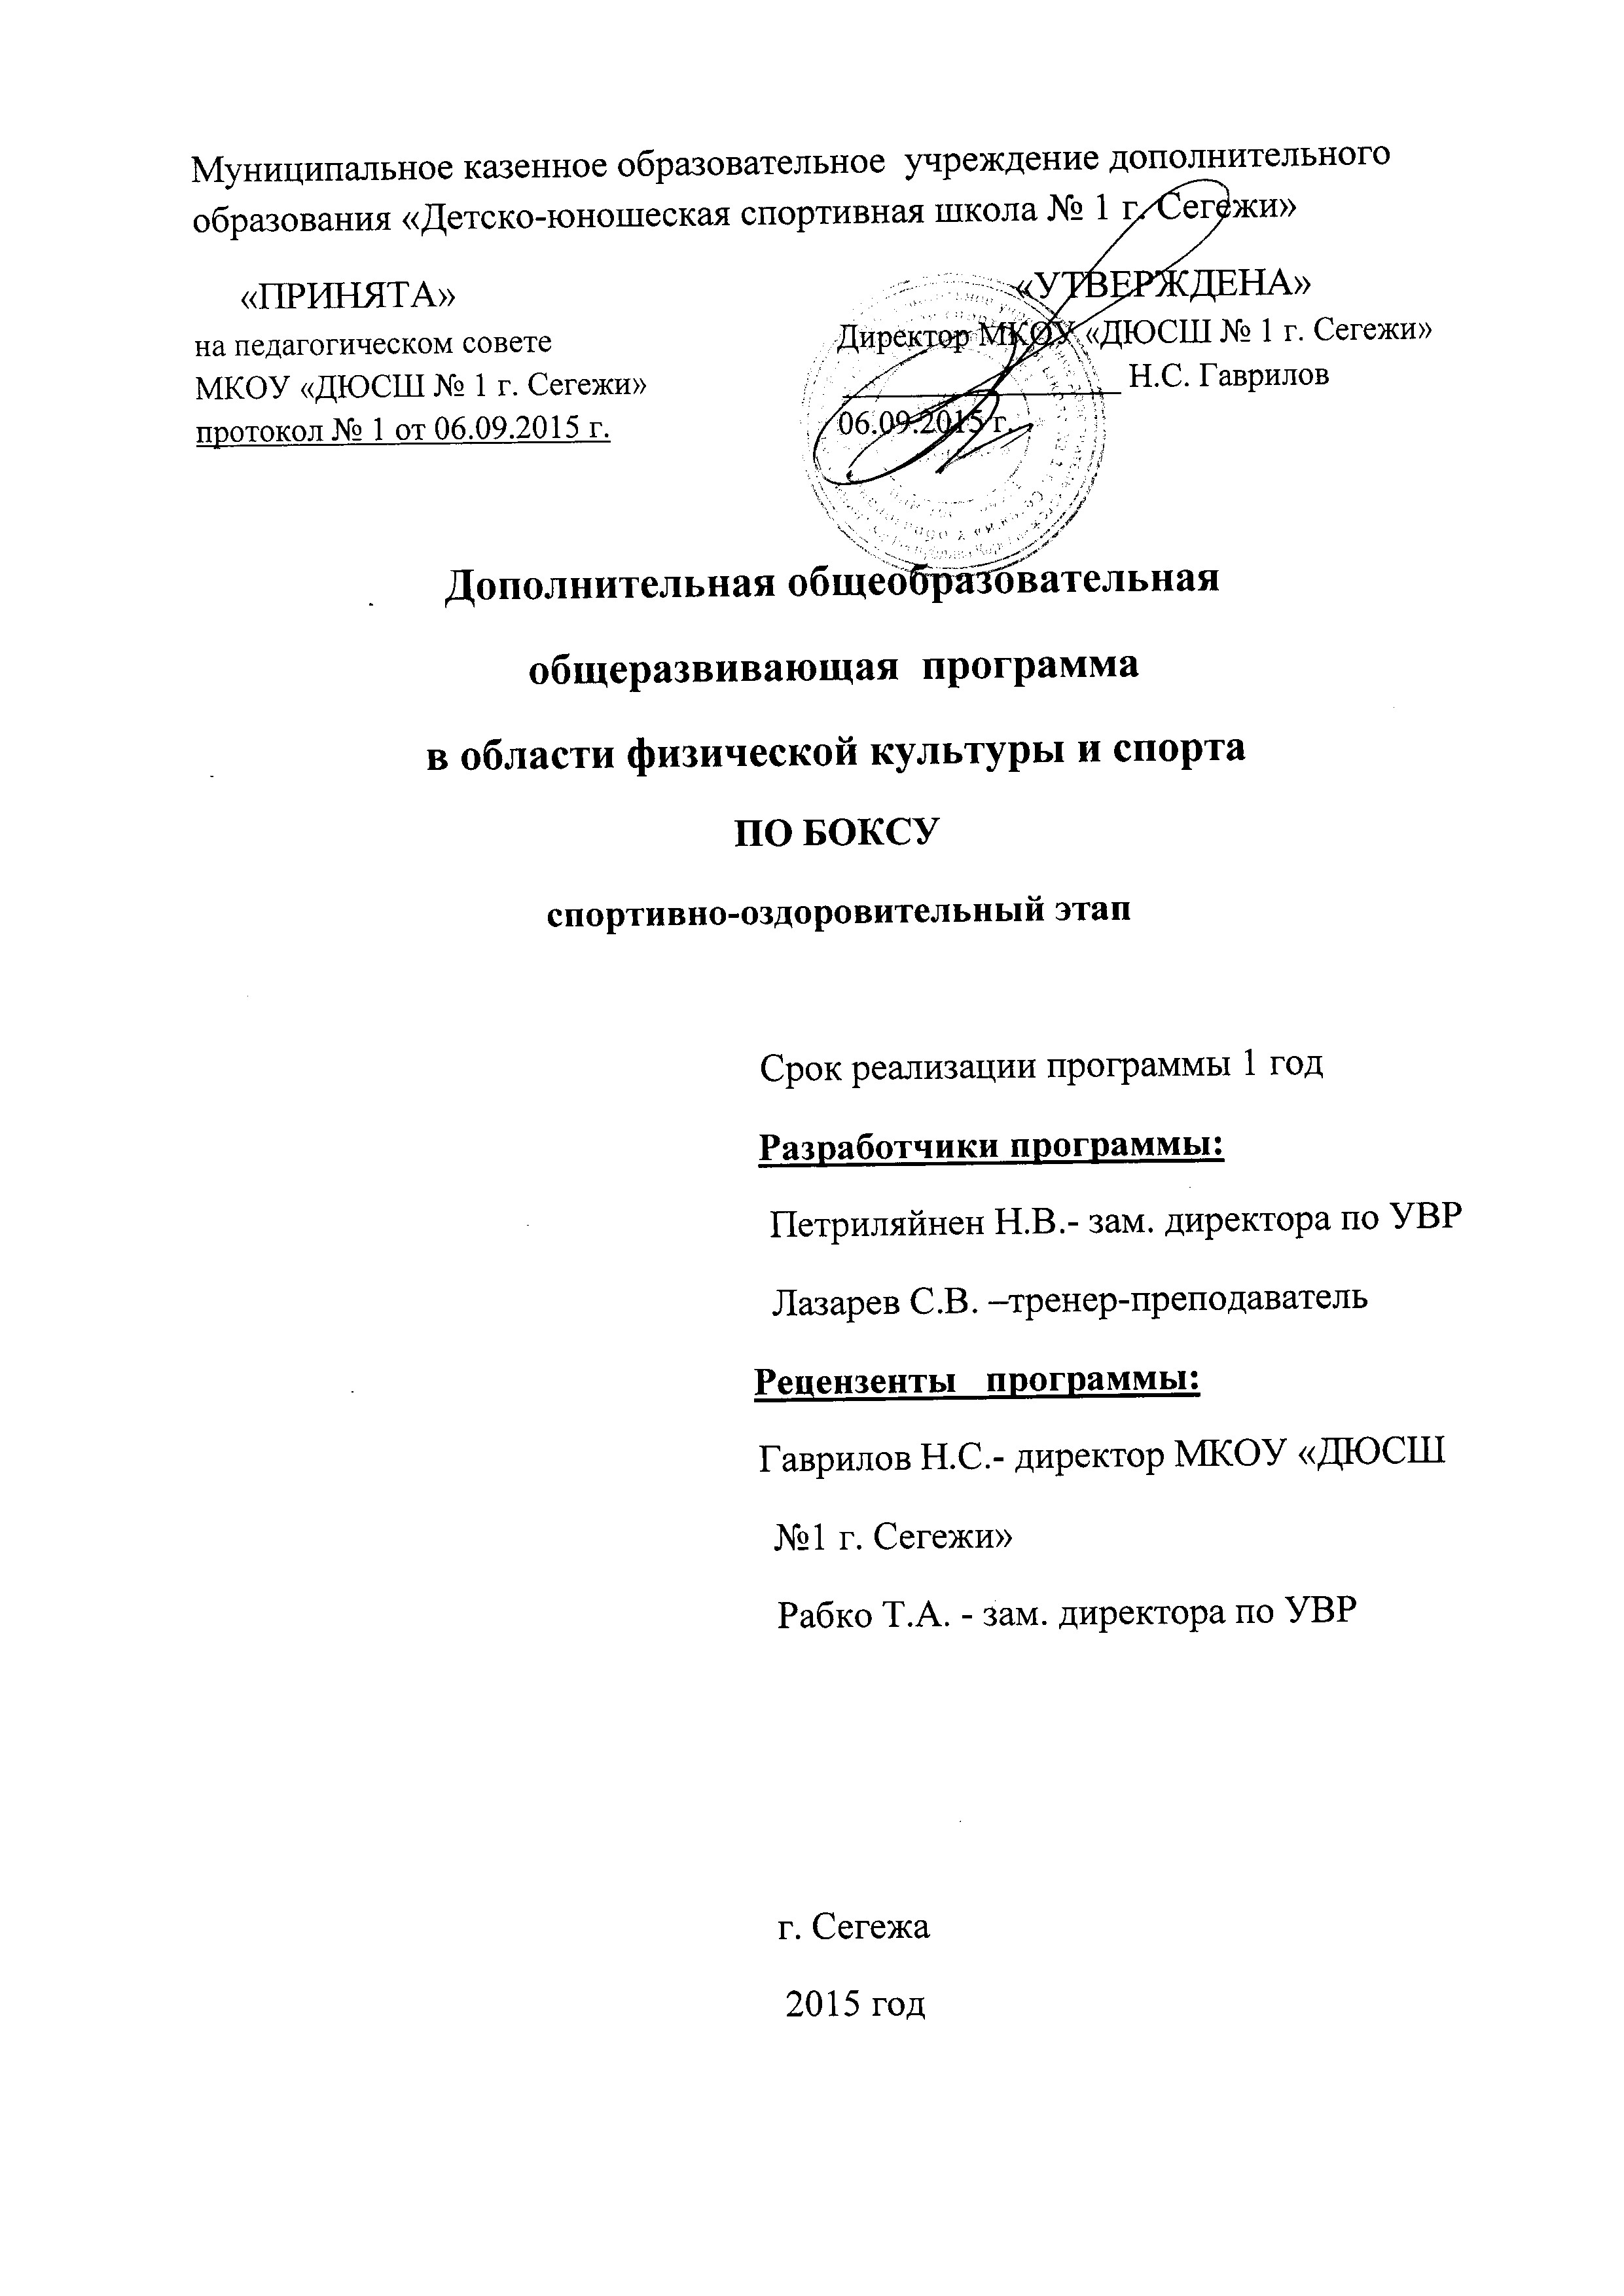 Муниципальное казенное образовательное учреждение дополнительного
образования «Детско-юношеская спортивная школа № 1 г. Сегежи»
«ПРИНЯТА»
на педагогическом совете
МКОУ «ДЮСШ № 1 г. Сегежи»
протокол № 1 от 06.09.2015 г.
«УТВЕРЖДЕНА»
Директор МКОУ «ДЮСШ № 1 г. Сегежи»
Н.С. Гаврилов
06.09.2015 г.
Дополнительная общеобразовательная
общеразвивающая программа
в области физической культуры и спорта
ПО БОКСУ
спортивно-оздоровительный этап
Срок реализации программы 1 год
Разработчики программы:
Петриляйнен Н.В.- зам. директора по УВР
Лазарев С.В. –тренер-преподаватель
Рецензенты программы:
Гаврилов Н.С.- директор МКОУ «ДЮСШ
№1 г. Сегежи»
Рабко Т.А. - зам. директора по УВР
г. Сегежа
2015 год